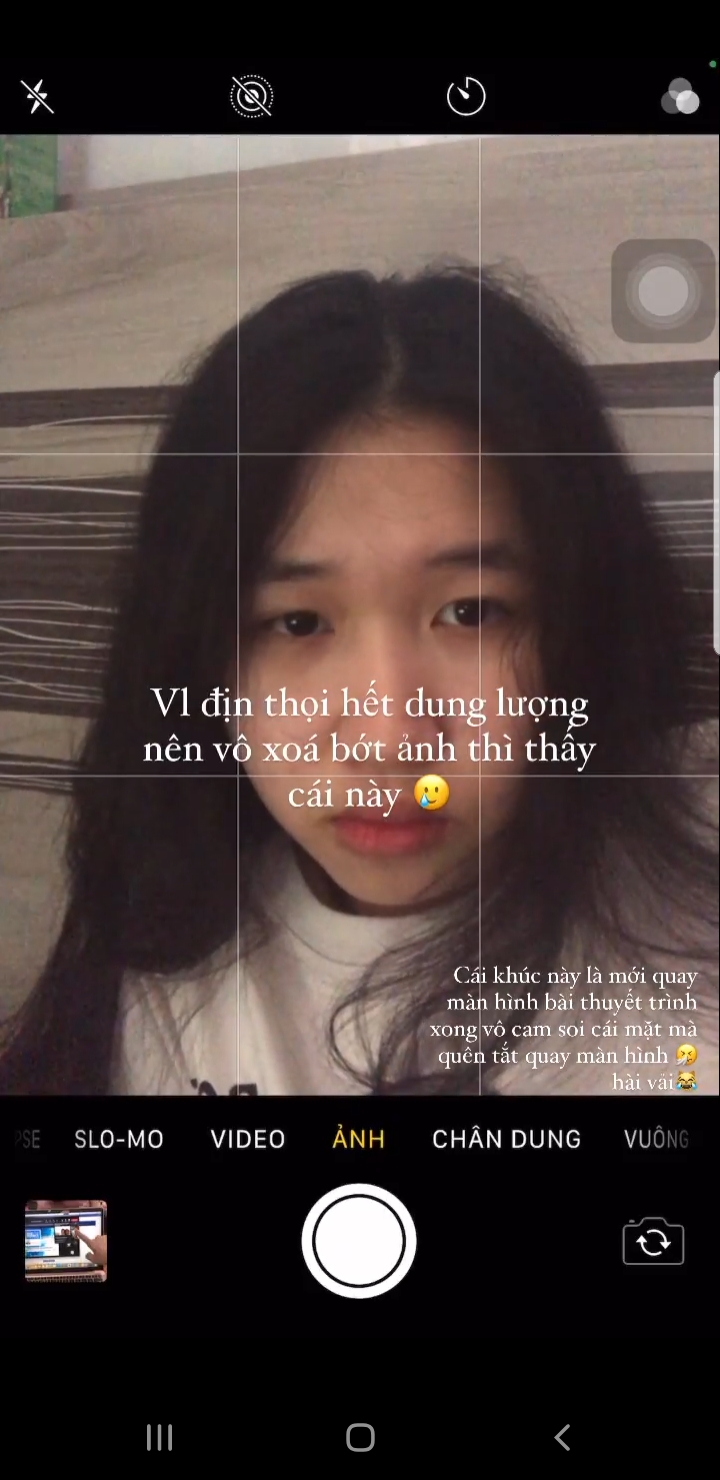 Vl địn thọi hết dung lượng
nên vô xoá bớt ảnh thì thấy
cái này 🥲
Cái khúc này là mới quay
màn hình bài thuyết trình
xong vô cam soi cái mặt mà
quên tắt quay màn hình 🤧
hài vải😹
PSE SLO-MO VIDEO ẢNH CHÂN DUNG VUÔNG